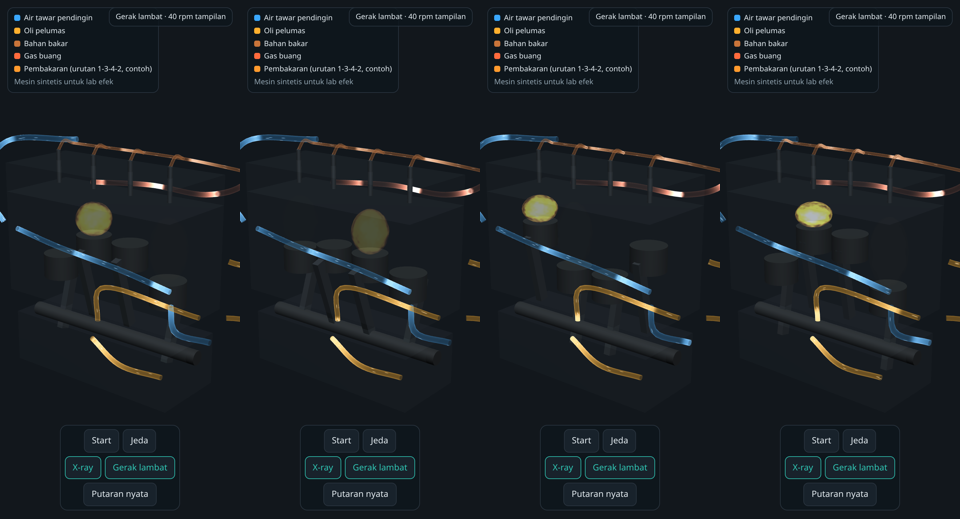 Air tawar pendingin
Gerak lambat · 40 rpm tampilan
Oli pelumas
Bahan bakar
Gas buang
Pembakaran (urutan 1-3-4-2, contoh)
Mesin sintetis untuk lab efek
Start
Jeda
X-ray
Gerak lambat
Putaran nyata
Air tawar pendingin
Gerak lambat · 40 rpm tampilan
Oli pelumas
Bahan bakar
Gas buang
Pembakaran (urutan 1-3-4-2, contoh)
Mesin sintetis untuk lab efek
Start
Jeda
X-ray
Gerak lambat
Putaran nyata
Air tawar pendingin
Gerak lambat · 40 rpm tampilan
Oli pelumas
Bahan bakar
Gas buang
Pembakaran (urutan 1-3-4-2, contoh)
Mesin sintetis untuk lab efek
Start
Jeda
X-ray
Gerak lambat
Putaran nyata
Air tawar pendingin
Gerak lambat · 40 rpm tampilan
Oli pelumas
Bahan bakar
Gas buang
Pembakaran (urutan 1-3-4-2, contoh)
Mesin sintetis untuk lab efek
Start
Jeda
X-ray
Gerak lambat
Putaran nyata